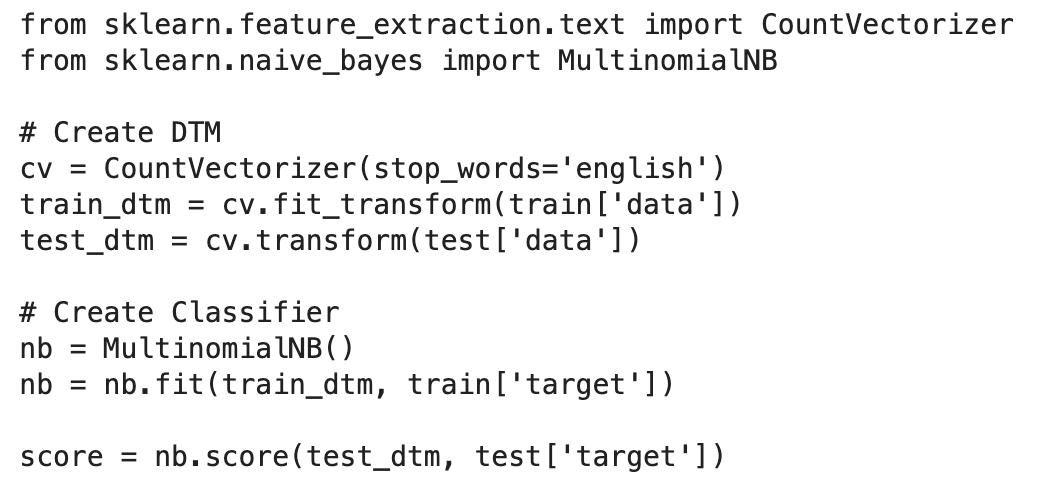 from sklearn.feature_extraction.text import CountVectorizer
from sklearn.naive_bayes import MultinomialNB
# Create DTM
cv = CountVectorizer(stop_words='english')
train_dtm = cv.fit_transform(train['data'])
test_dtm = cv.transform(test['data'])
# Create Classifier
nb = MultinomialNB()
nb = nb.fit(train_dtm, train['target'])
score = nb.score(test_dtm, test['target'])